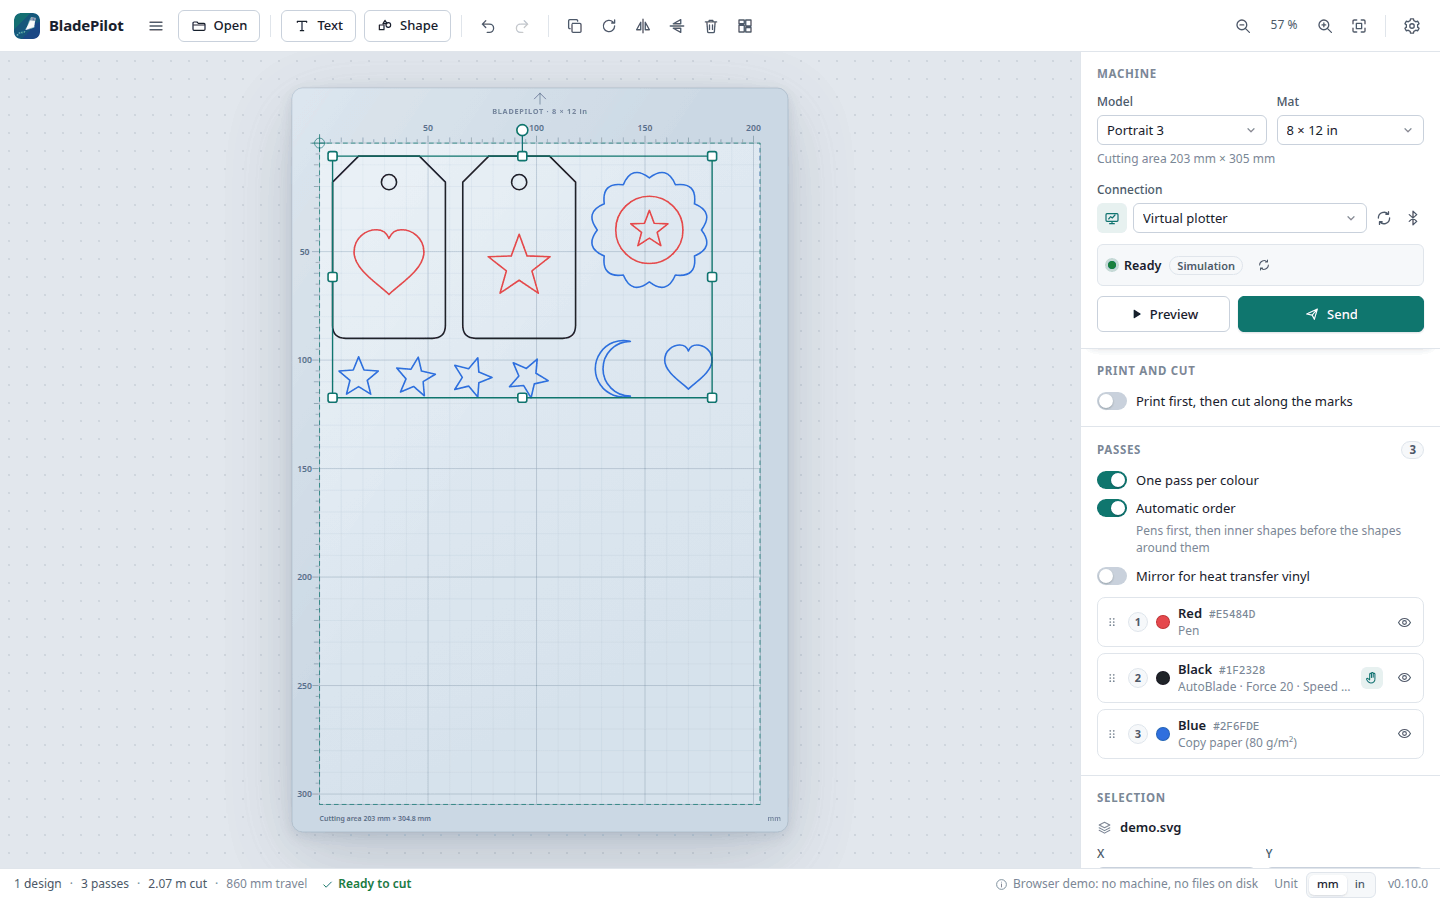 BladePilot
Open
Text
Shape
57 %
BLADEPILOT · 8 × 12 in
50
100
150
200
50
100
150
200
250
300
Cutting area 203 mm × 304.8 mm
mm
MACHINE
Model
Mat
Portrait 3
8 × 12 in
Cutting area 203 mm × 305 mm
Connection
Virtual plotter
Ready
Simulation
Preview
Send
PRINT AND CUT
Print first, then cut along the marks
PASSES
3
One pass per colour
Automatic order
Pens first, then inner shapes before the shapes
around them
Mirror for heat transfer vinyl
1
Red #E5484D
Pen
2
Black #1F2328
AutoBlade · Force 20 · Speed ...
3
Blue #2F6FDE
Copy paper (80 g/m²)
SELECTION
demo.svg
X
Y
1 design · 3 passes · 2.07 m cut · 860 mm travel
Ready to cut
Browser demo: no machine, no files on disk
Unit
mm
in
v0.10.0